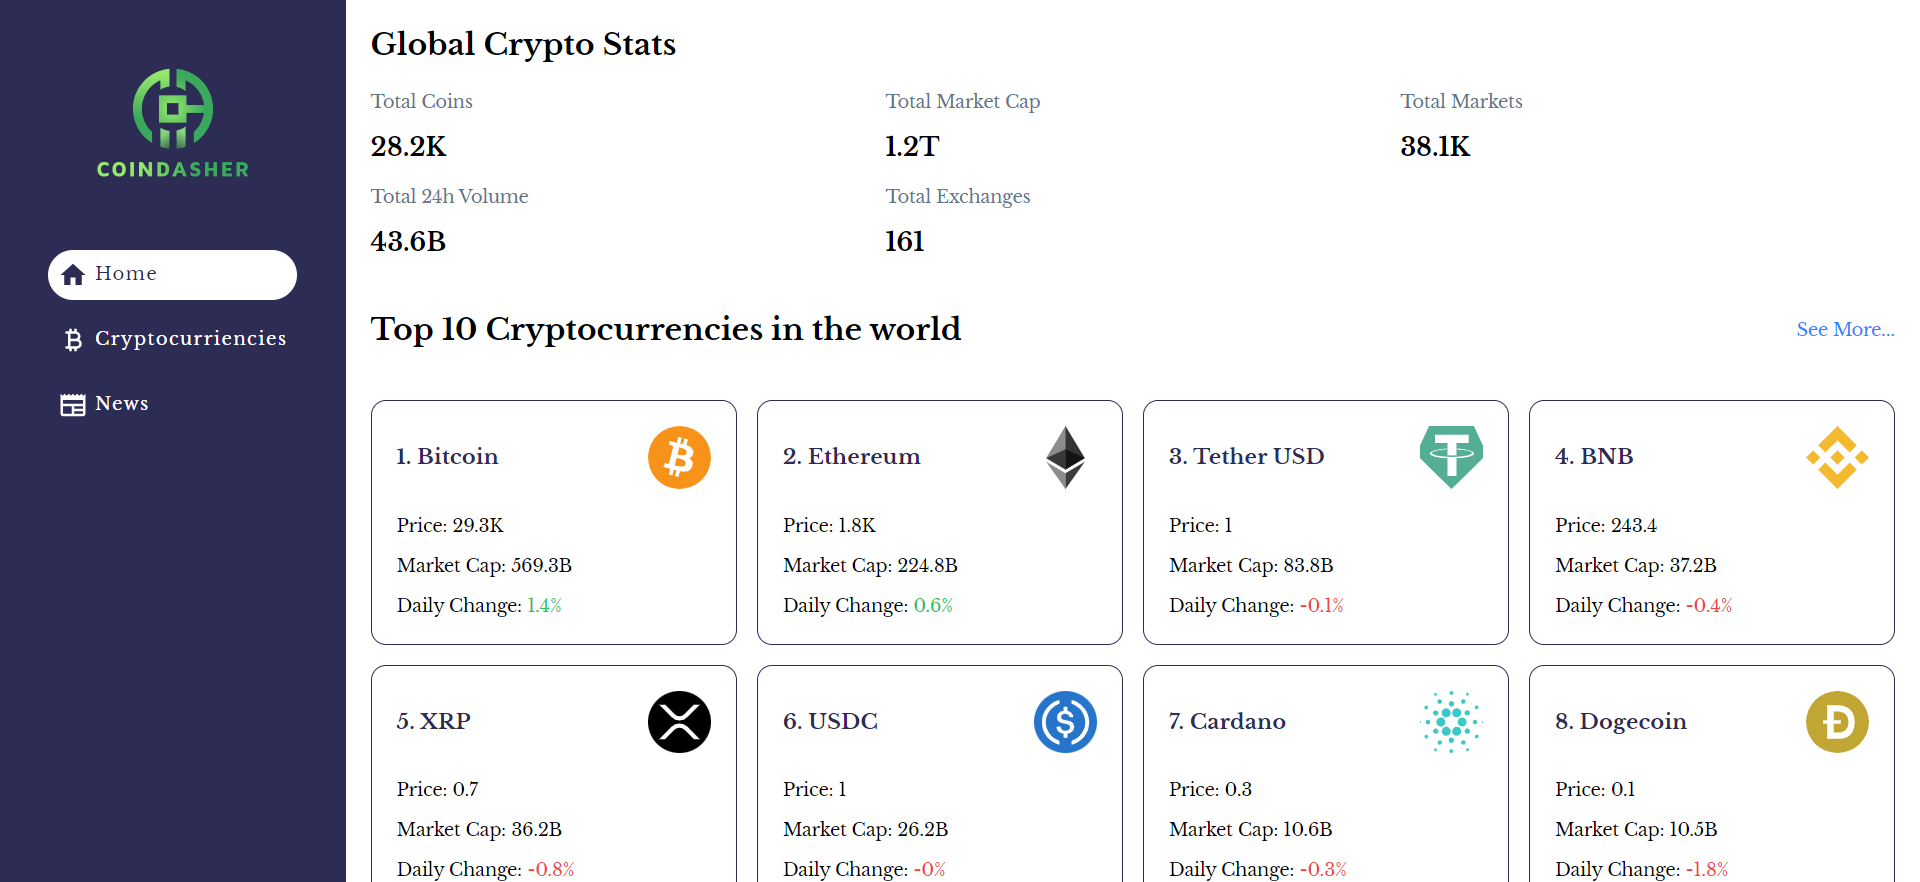 COINDASHER
Home
Cryptocurriencies
News
Global Crypto Stats
Total Coins
28.2K
Total Market Cap
1.2T
Total Markets
38.1K
Total 24h Volume
43.6B
Total Exchanges
161
Top 10 Cryptocurrencies in the world
See More...
1. Bitcoin
Price: 29.3K
Market Cap: 569.3B
Daily Change: 1.4%
2. Ethereum
Price: 1.8K
Market Cap: 224.8B
Daily Change: 0.6%
3. Tether USD
Price: 1
Market Cap: 83.8B
Daily Change: -0.1%
4. BNB
Price: 243.4
Market Cap: 37.2B
Daily Change: -0.4%
5. XRP
Price: 0.7
Market Cap: 36.2B
Daily Change: -0.8%
6. USDC
Price: 1
Market Cap: 26.2B
Daily Change: -0%
7. Cardano
Price: 0.3
Market Cap: 10.6B
Daily Change: -0.3%
8. Dogecoin
Price: 0.1
Market Cap: 10.5B
Daily Change: -1.8%